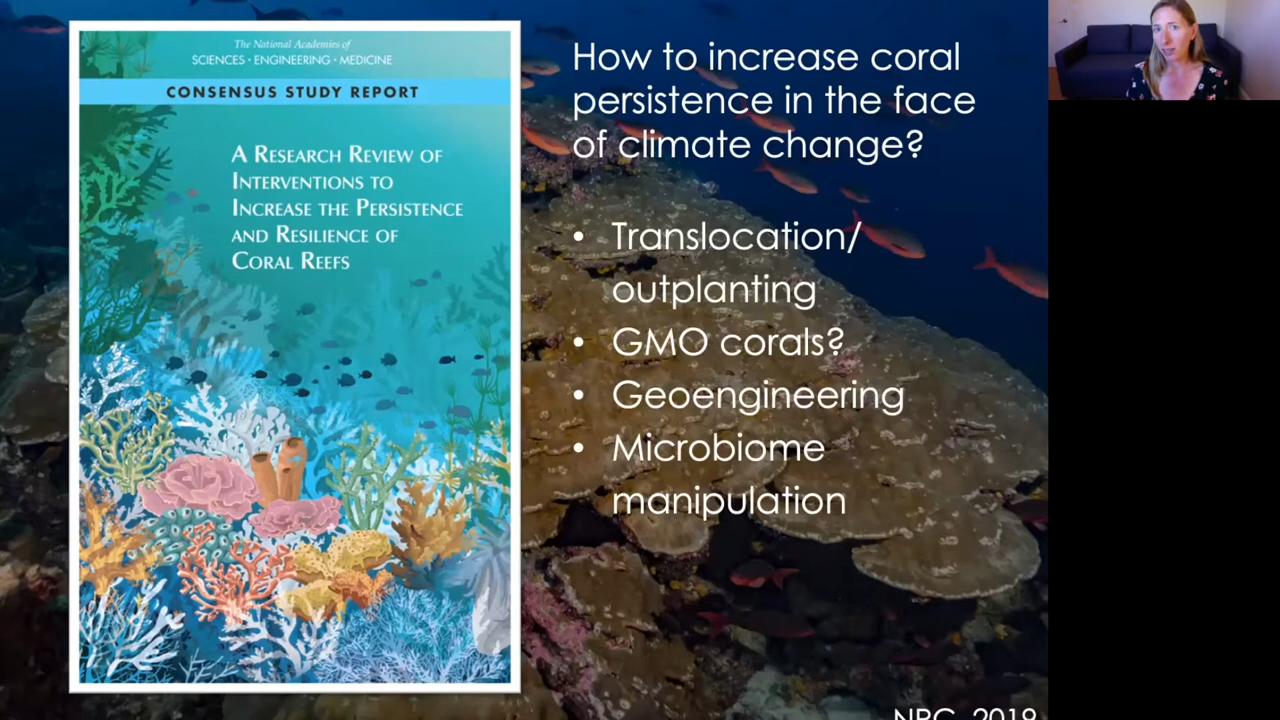 The National Academies of
SCIENCES · ENGINEERING · MEDICINE
CONSENSUS STUDY REPORT
A RESEARCH REVIEW OF
INTERVENTIONS TO
INCREASE THE PERSISTENCE
AND RESILIENCE OF
CORAL REEFS
How to increase coral
persistence in the face
of climate change?
• Translocation/
outplanting
• GMO corals?
• Geoengineering
• Microbiome
manipulation
NRC, 2019